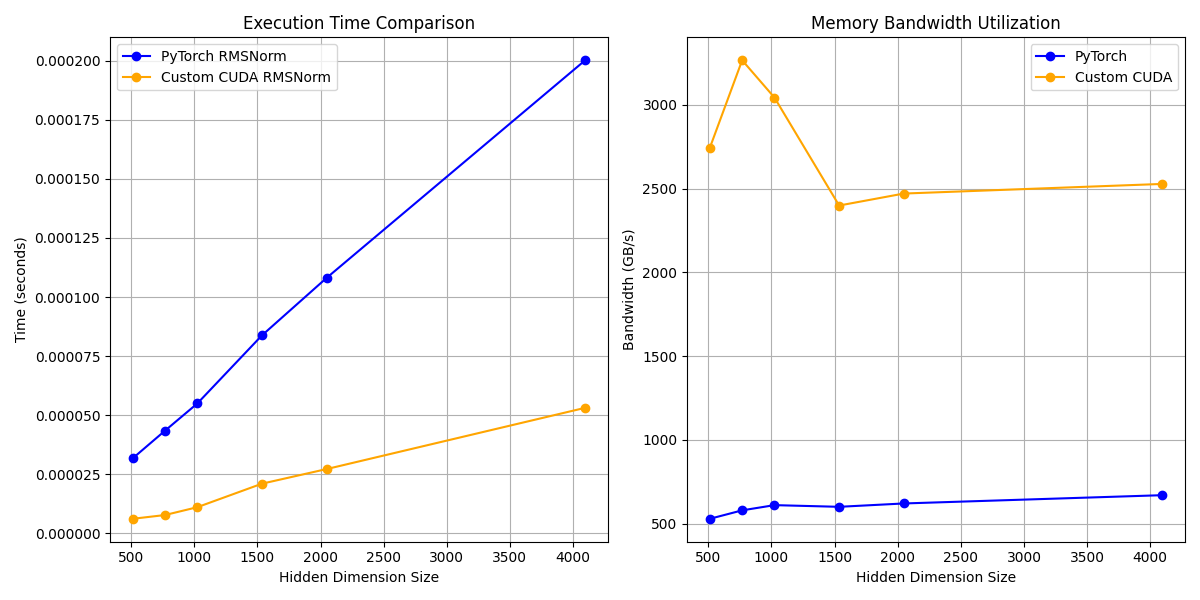 Execution Time Comparison
PyTorch RMSNorm
Custom CUDA RMSNorm
0.000200
0.000175
0.000150
0.000125
0.000100
0.000075
0.000050
0.000025
0.000000
Time (seconds)
500 1000 1500 2000 2500 3000 3500 4000
Hidden Dimension Size
Memory Bandwidth Utilization
PyTorch
Custom CUDA
3000
2500
2000
1500
1000
500
Bandwidth (GB/s)
500 1000 1500 2000 2500 3000 3500 4000
Hidden Dimension Size